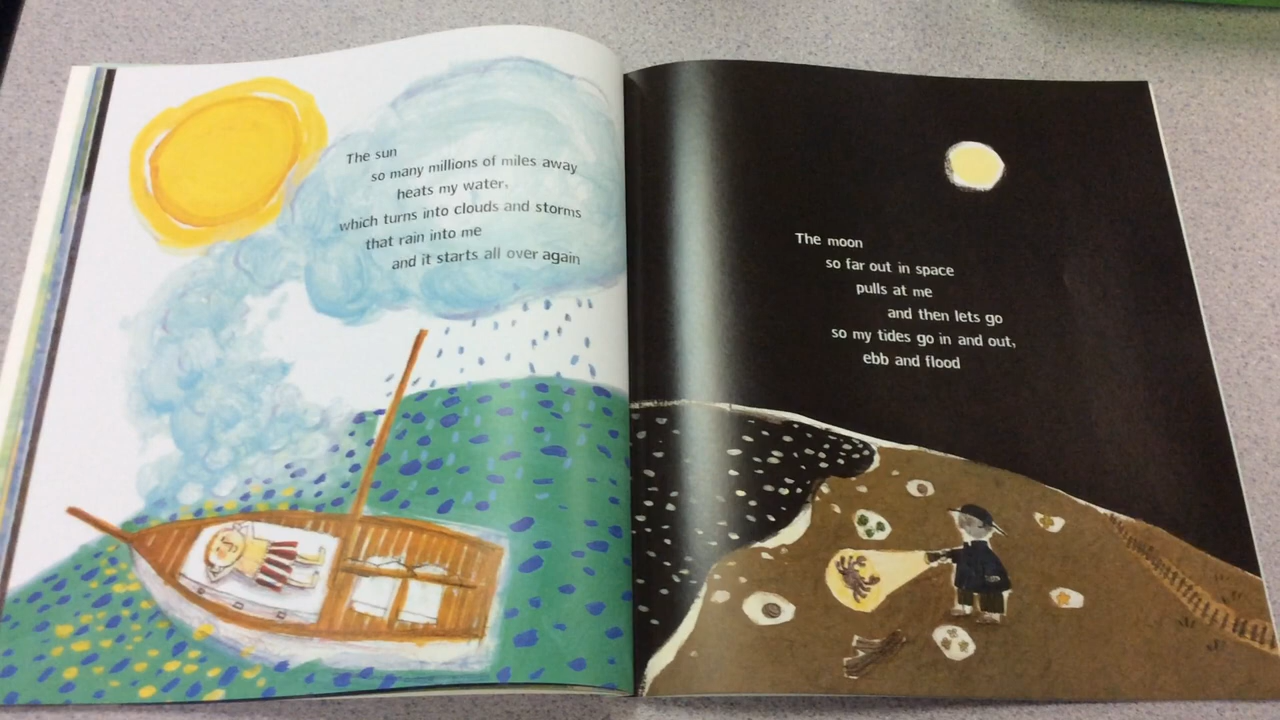 The sun
so many millions of miles away
heats my water,
which turns into clouds and storms
that rain into me
and it starts all over again
The moon
so far out in space
pulls at me
and then lets go
so my tides go in and out,
ebb and flood